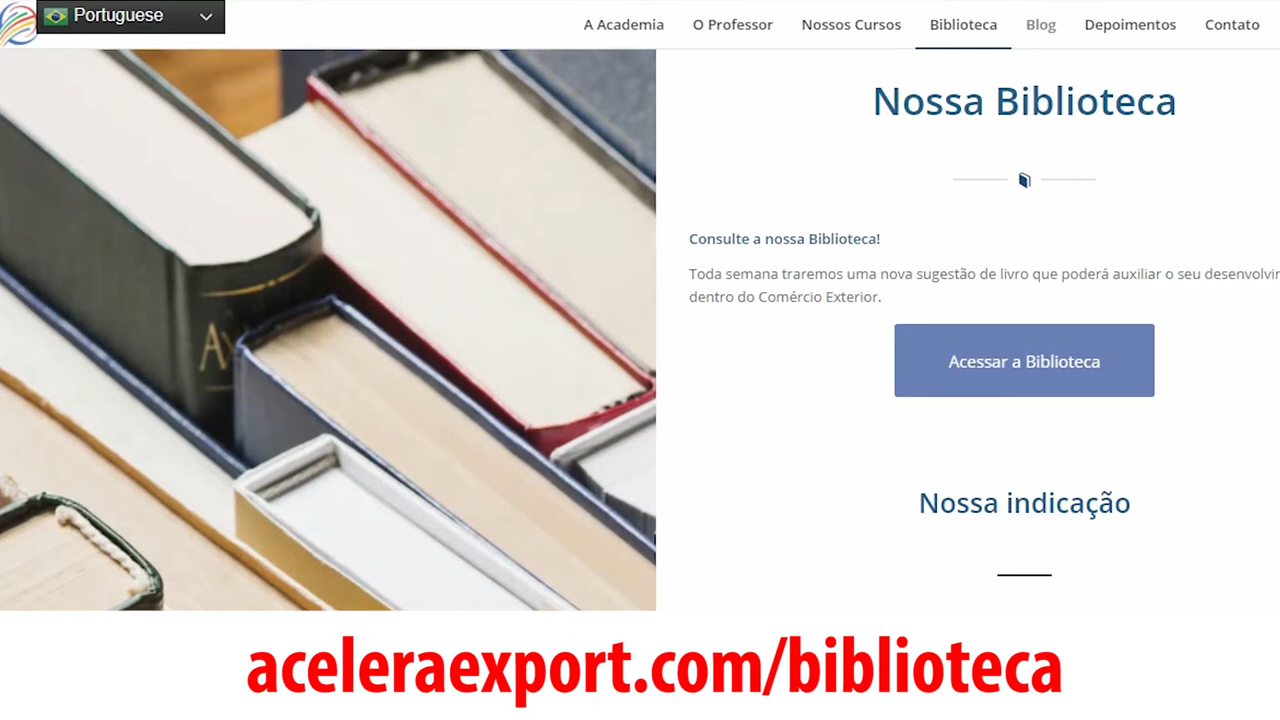 Portuguese
A Academia O Professor Nossos Cursos Biblioteca Blog Depoimentos Contato
Nossa Biblioteca
Consulte a nossa Biblioteca!
Toda semana traremos uma nova sugestão de livro que poderá auxiliar o seu
dentro do Comércio Exterior.
Acessar a Biblioteca
Nossa indicação
aceleraexport.com/biblioteca